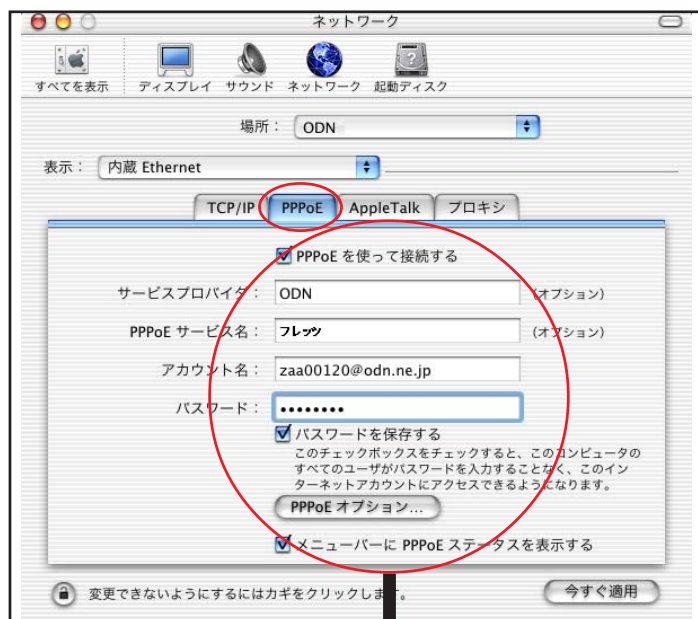 ネットワーク
すべてを表示 ディスプレイ サウンド ネットワーク 起動ディスク
場所： ODN
表示： 内蔵 Ethernet
TCP/IP PPPoE AppleTalk プロキシ
PPPoE を使って接続する
サービスプロバイダ： ODN (オプション)
PPPoE サービス名： フレッツ (オプション)
アカウント名： zaa00120@odn.ne.jp
パスワード： ••••••••
パスワードを保存する
このチェックボックスをチェックすると、このコンピュータの
すべてのユーザがパスワードを入力することなく、このイン
ターネットアカウントにアクセスできるようになります。
PPPoE オプション...
メニューバーに PPPoE ステータスを表示する
変更できないようにするにはカギをクリックします。 今すぐ適用